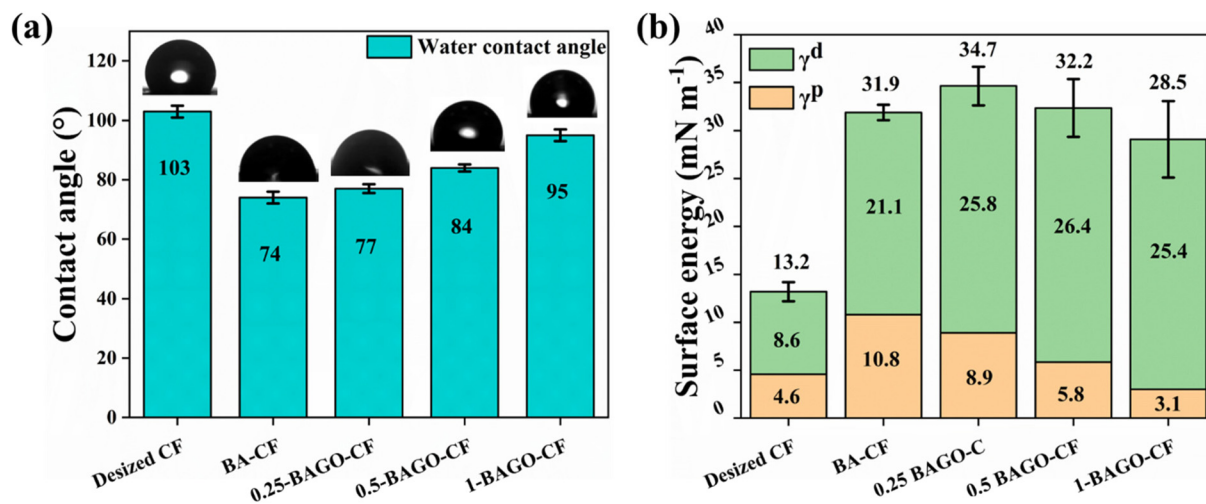 (a)
Water contact angle
Contact angle (°)
120
100
80
60
40
20
0
103
74
77
84
95
Desized CF
BA-CF
0.25-BAGO-CF
0.5-BAGO-CF
1-BAGO-CF
(b)
γd
γp
Surface energy (mN m-1)
40
35
30
25
20
15
10
5
0
13.2
8.6
4.6
31.9
21.1
10.8
34.7
25.8
8.9
32.2
26.4
5.8
28.5
25.4
3.1
Desized CF
BA-CF
0.25 BAGO-C
0.5 BAGO-CF
1-BAGO-CF